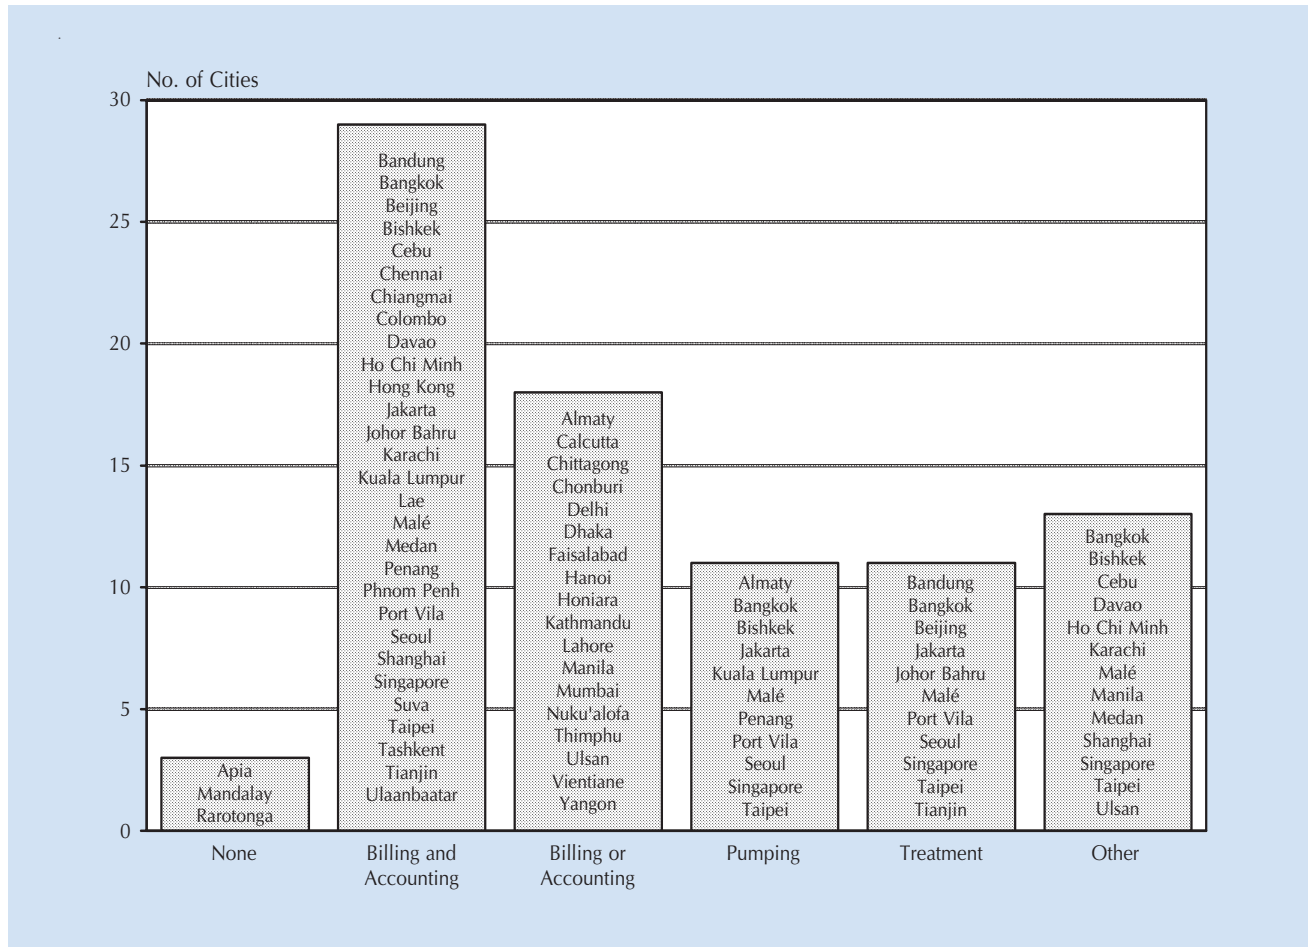 No. of Cities
30
25
20
15
10
5
0
Apia
Mandalay
Rarotonga
None
Bandung
Bangkok
Beijing
Bishkek
Cebu
Chennai
Chiangmai
Colombo
Davao
Ho Chi Minh
Hong Kong
Jakarta
Johor Bahru
Karachi
Kuala Lumpur
Lae
Malé
Medan
Penang
Phnom Penh
Port Vila
Seoul
Shanghai
Singapore
Suva
Taipei
Tashkent
Tianjin
Ulaanbaatar
Billing and
Accounting
Almaty
Calcutta
Chittagong
Chonburi
Delhi
Dhaka
Faisalabad
Hanoi
Honiara
Kathmandu
Lahore
Manila
Mumbai
Nuku'alofa
Thimphu
Ulsan
Vientiane
Yangon
Billing or
Accounting
Almaty
Bangkok
Bishkek
Jakarta
Kuala Lumpur
Malé
Penang
Port Vila
Seoul
Singapore
Taipei
Pumping
Bandung
Bangkok
Beijing
Jakarta
Johor Bahru
Malé
Port Vila
Seoul
Singapore
Taipei
Tianjin
Treatment
Bangkok
Bishkek
Cebu
Davao
Ho Chi Minh
Karachi
Malé
Manila
Medan
Shanghai
Singapore
Taipei
Ulsan
Other